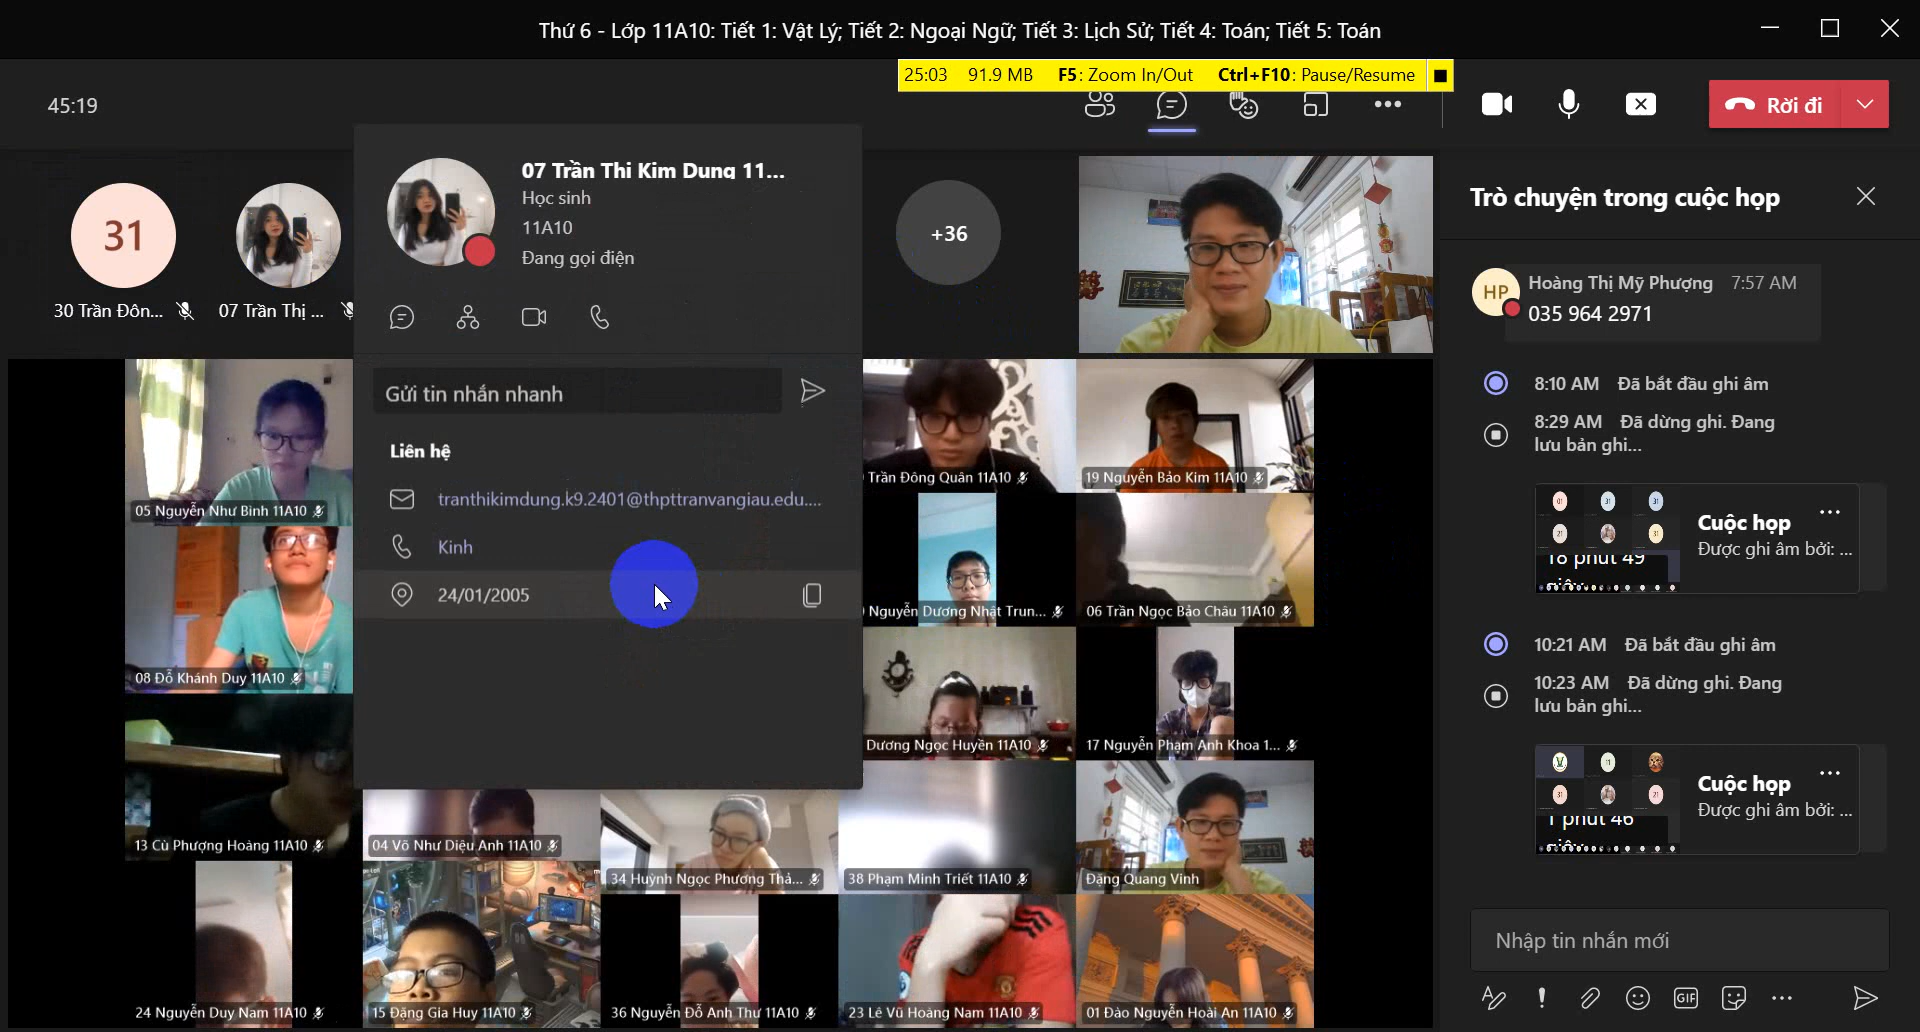 Thứ 6 - Lớp 11A10: Tiết 1: Vật Lý; Tiết 2: Ngoại Ngữ; Tiết 3: Lịch Sử; Tiết 4: Toán; Tiết 5: Toán
25:03 91.9 MB F5: Zoom In/Out Ctrl+F10: Pause/Resume
45:19
Rời đi
31
30 Trần Đôn...
07 Trần Thị ...
07 Trần Thi Kim Dung 11...
Học sinh
11A10
Đang gọi điện
Gửi tin nhắn nhanh
Liên hệ
tranthikimdung.k9.2401@thpttranvangiau.edu....
Kinh
24/01/2005
+36
05 Nguyễn Như Bình 11A10
Trần Đông Quân 11A10
19 Nguyễn Bảo Kim 11A10
Nguyễn Dương Nhật Trun...
06 Trần Ngọc Bảo Châu 11A10
08 Đỗ Khánh Duy 11A10
Dương Ngọc Huyền 11A10
17 Nguyễn Phạm Anh Khoa 1...
13 Cù Phượng Hoàng 11A10
04 Võ Như Diệu Anh 11A10
34 Huỳnh Ngọc Phương Thả...
38 Phạm Minh Triết 11A10
Đặng Quang Vinh
24 Nguyễn Duy Nam 11A10
15 Đặng Gia Huy 11A10
36 Nguyễn Đỗ Anh Thư 11A10
23 Lê Vũ Hoàng Nam 11A10
01 Đào Nguyễn Hoài An 11A10
Trò chuyện trong cuộc họp
HP
Hoàng Thị Mỹ Phượng 7:57 AM
035 964 2971
8:10 AM Đã bắt đầu ghi âm
8:29 AM Đã dừng ghi. Đang
lưu bản ghi...
Cuộc họp
Được ghi âm bởi: ...
18 phút 49
giây
10:21 AM Đã bắt đầu ghi âm
10:23 AM Đã dừng ghi. Đang
lưu bản ghi...
Cuộc họp
Được ghi âm bởi: ...
1 phút 46
giây
Nhập tin nhắn mới
GIF